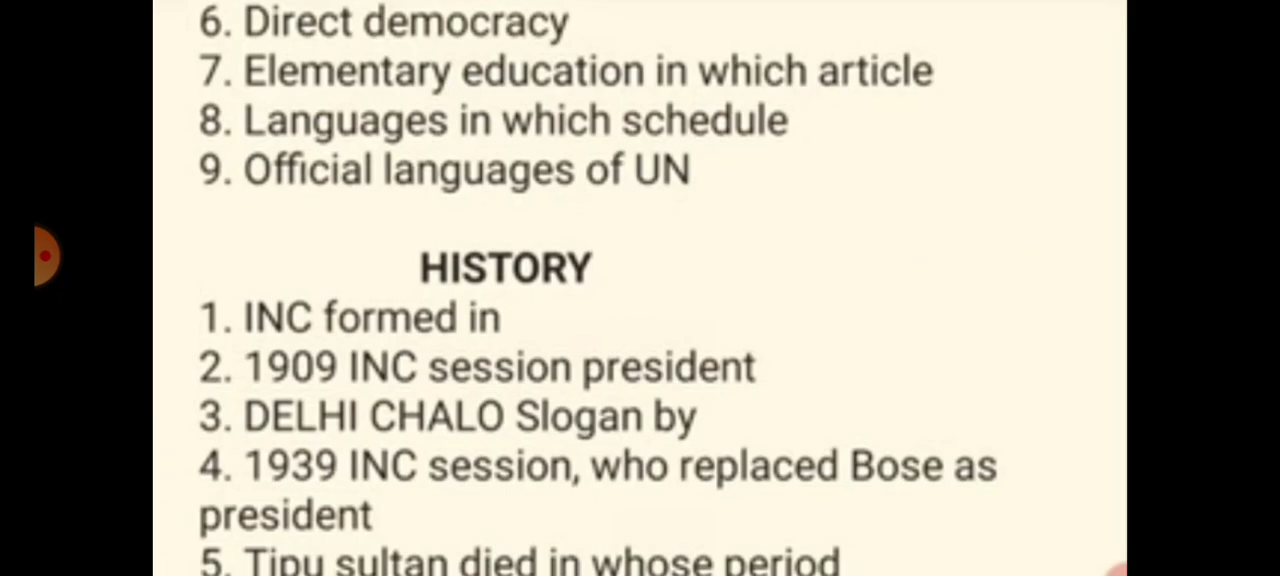 6. Direct democracy
7. Elementary education in which article
8. Languages in which schedule
9. Official languages of UN
HISTORY
1. INC formed in
2. 1909 INC session president
3. DELHI CHALO Slogan by
4. 1939 INC session, who replaced Bose as
president
5. Tipu sultan died in whose period